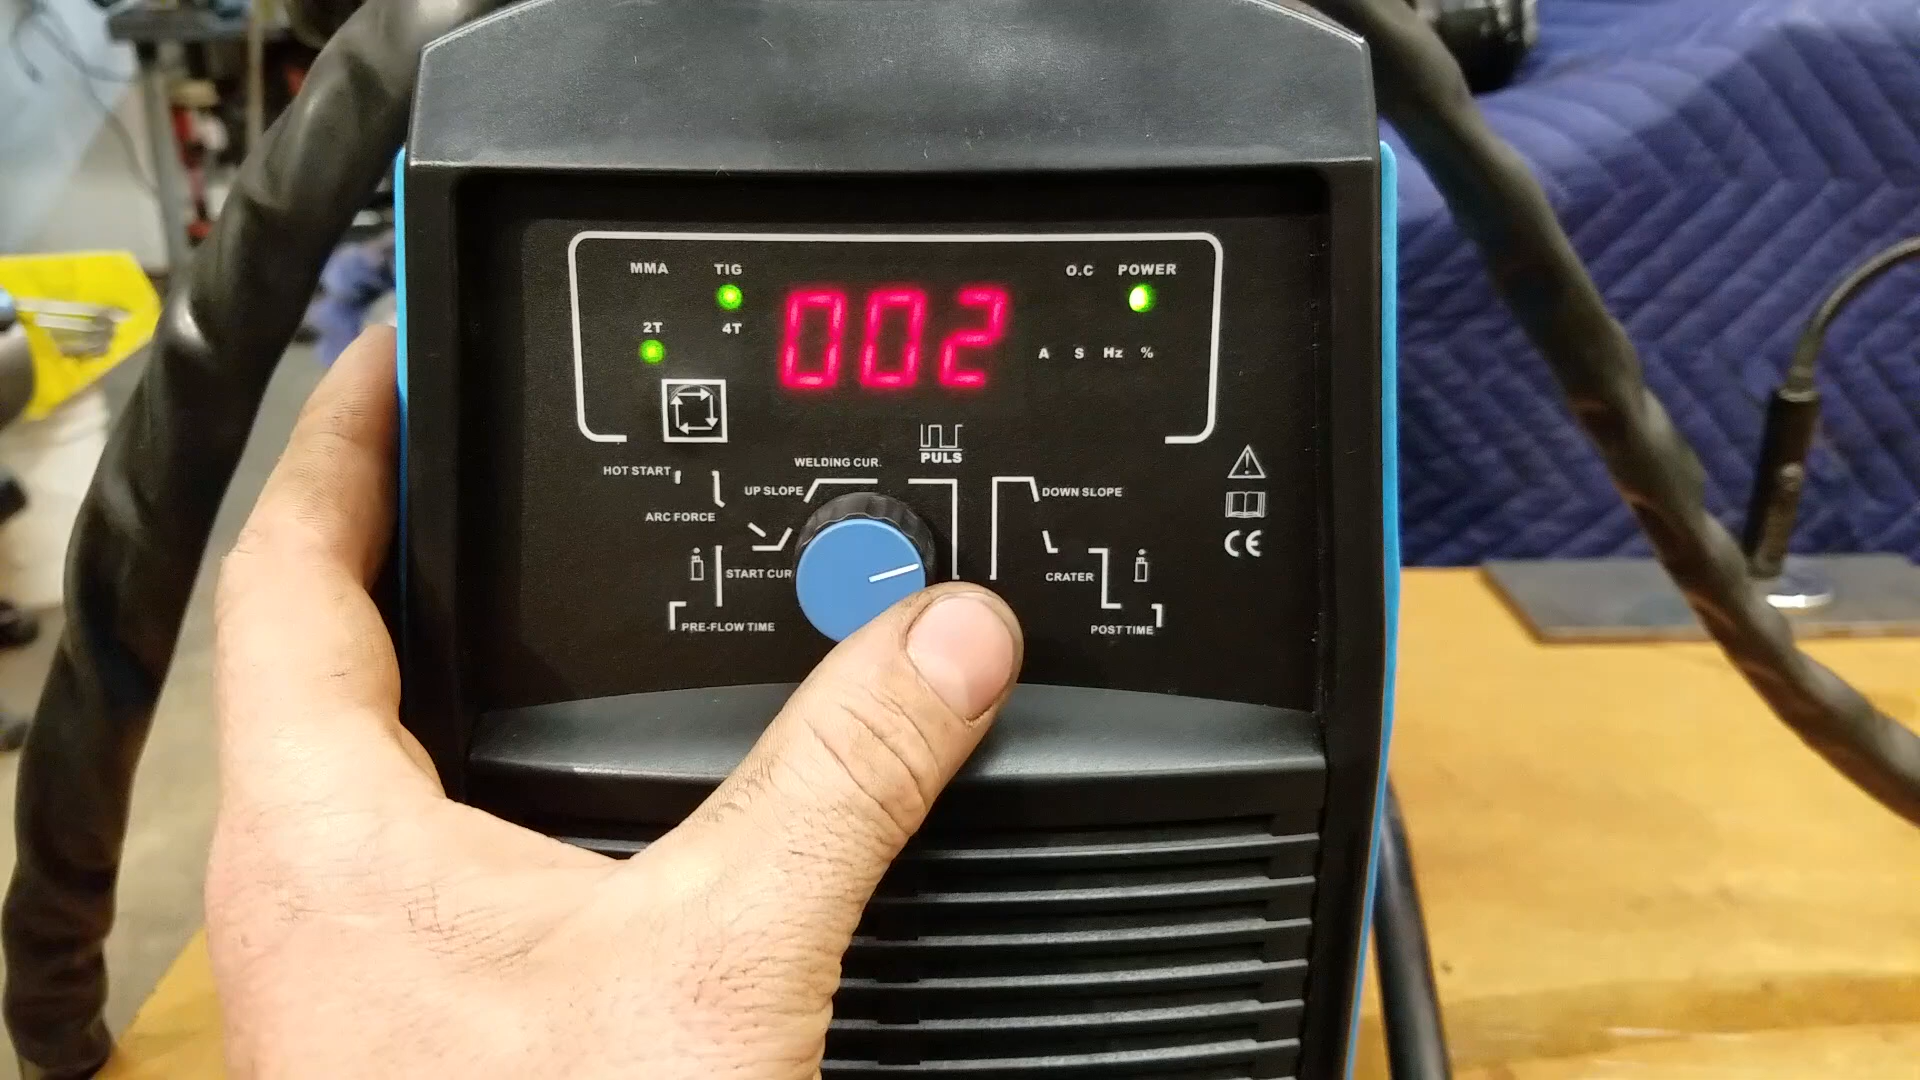 MMA TIG
O.C POWER
2T 4T
002
A S Hz %
PULS
WELDING CUR.
HOT START
UP SLOPE
DOWN SLOPE
ARC FORCE
START CUR
CRATER
PRE-FLOW TIME
POST TIME
CE